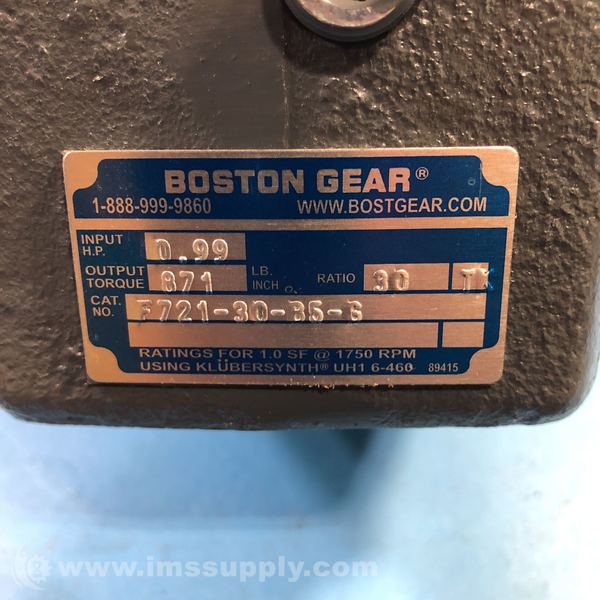 BOSTON GEAR®
1-888-999-9860 WWW.BOSTGEAR.COM
INPUT H.P. 0.99
OUTPUT TORQUE 871 LB. INCH RATIO 30
CAT. NO. F721-30-B5-G
RATINGS FOR 1.0 SF @ 1750 RPM
USING KLÜBERSYNTH® UH1 6-460 89415
www.imssupply.com